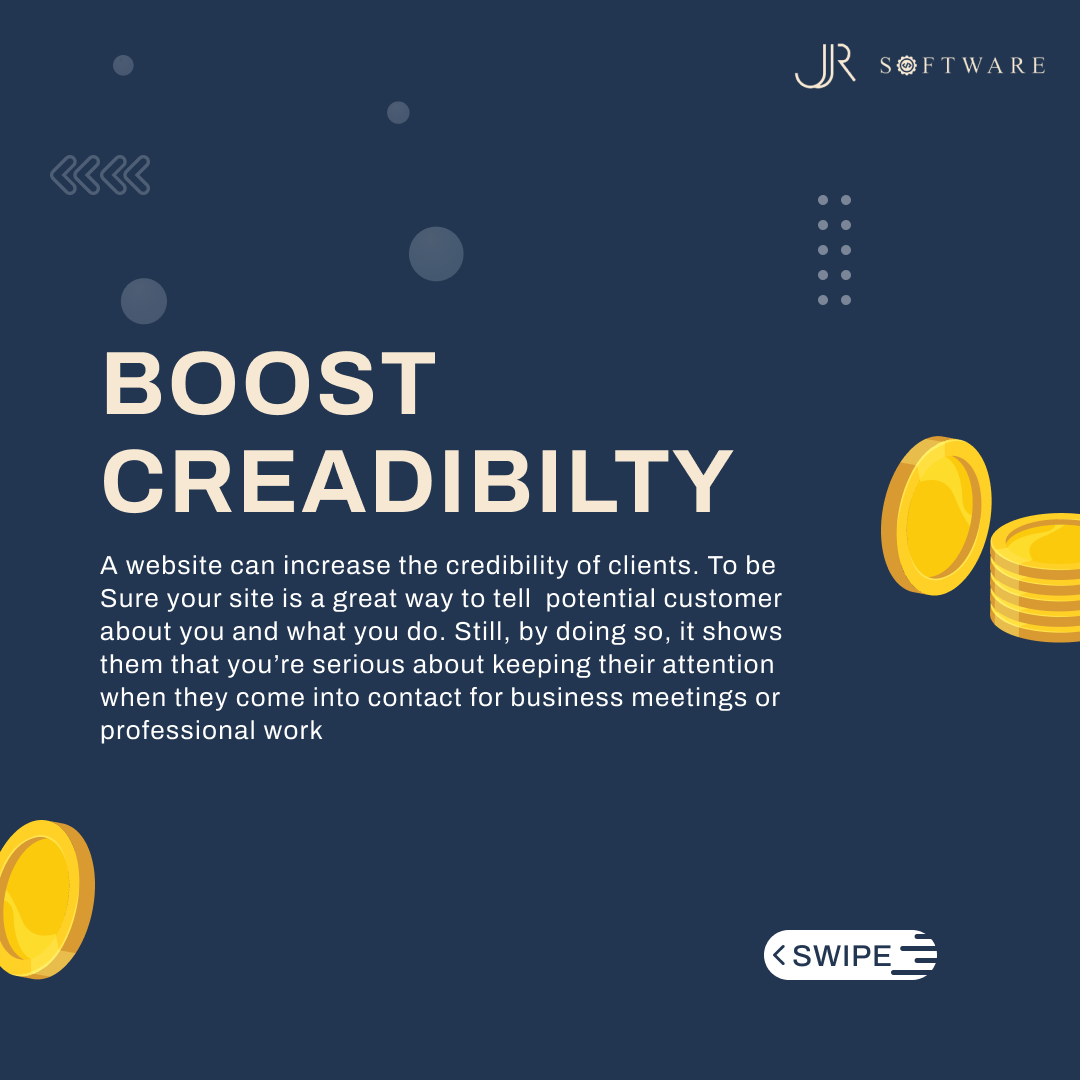 JJR SOFTWARE
BOOST
CREADIBILTY
A website can increase the credibility of clients. To be
Sure your site is a great way to tell  potential customer
about you and what you do. Still, by doing so, it shows
them that you’re serious about keeping their attention
when they come into contact for business meetings or
professional work
SWIPE